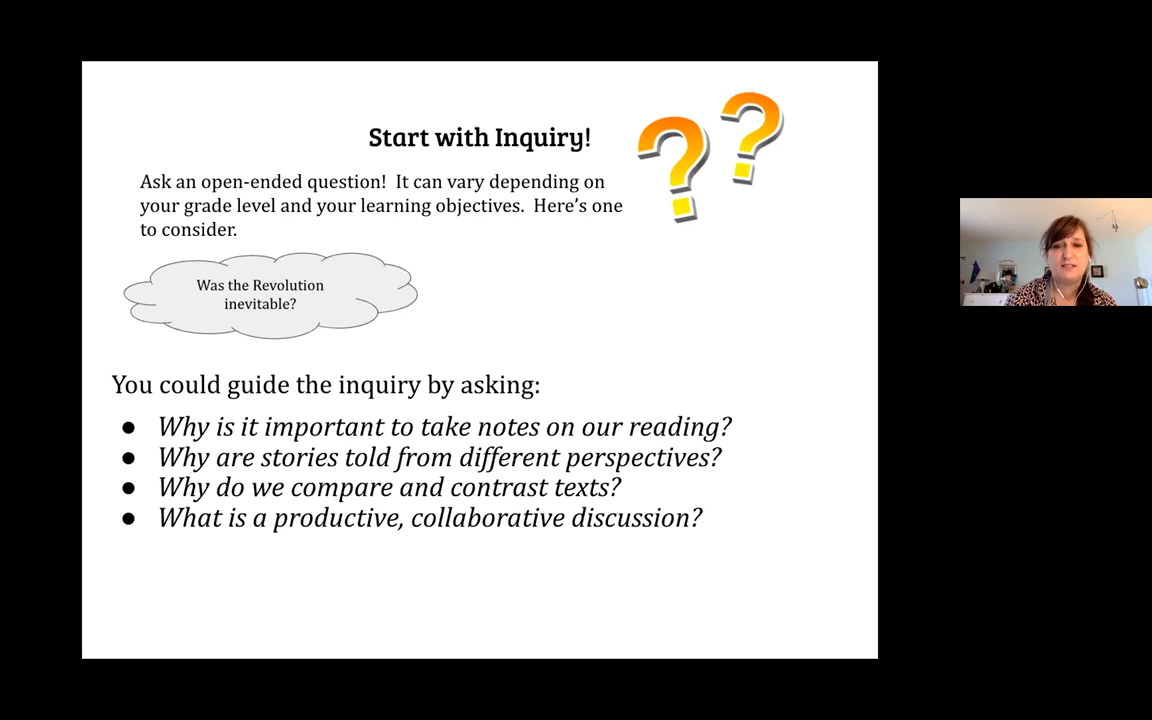 Start with Inquiry!
Ask an open-ended question!  It can vary depending on
your grade level and your learning objectives.  Here’s one
to consider.
Was the Revolution
inevitable?
You could guide the inquiry by asking:
● Why is it important to take notes on our reading?
● Why are stories told from different perspectives?
● Why do we compare and contrast texts?
● What is a productive, collaborative discussion?